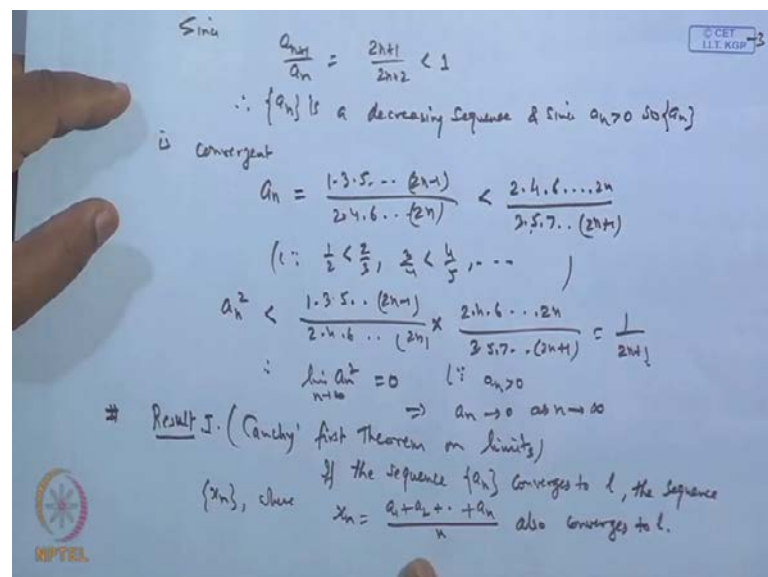 Since
© CET
I.I.T. KGP
-3
a_{n+1}/a_n = (2n+1)/(2n+2) < 1
∴ {a_n} is a decreasing sequence & since a_n>0 so {a_n}
is convergent
a_n = 1·3·5···(2n-1) / 2·4·6··(2n) < 2·4·6···,2n / 3·5·7··(2n+1)
(∵ 1/2 < 2/3, 3/4 < 4/5, --- )
a_n^2 < 1·3·5··(2n-1) / 2·4·6··(2n) × 2·4·6···2n / 3·5·7··(2n+1) = 1/(2n+1)
∴ lim_{n→∞} a_n^2 = 0 (∵ a_n>0
⇒ a_n → 0 as n → ∞
# Result I. (Cauchy' first Theorem on limits)
If the sequence {a_n} converges to l, the sequence
{x_n}, where x_n = (a_1+a_2+··+a_n)/n also converges to l.
NPTEL